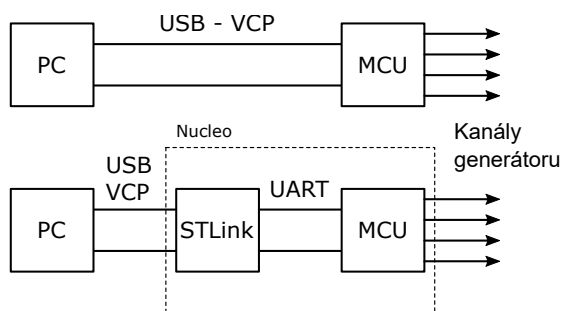 USB - VCP
PC
MCU
Nucleo
Kanály
generátoru
USB
VCP
UART
PC
STLink
MCU